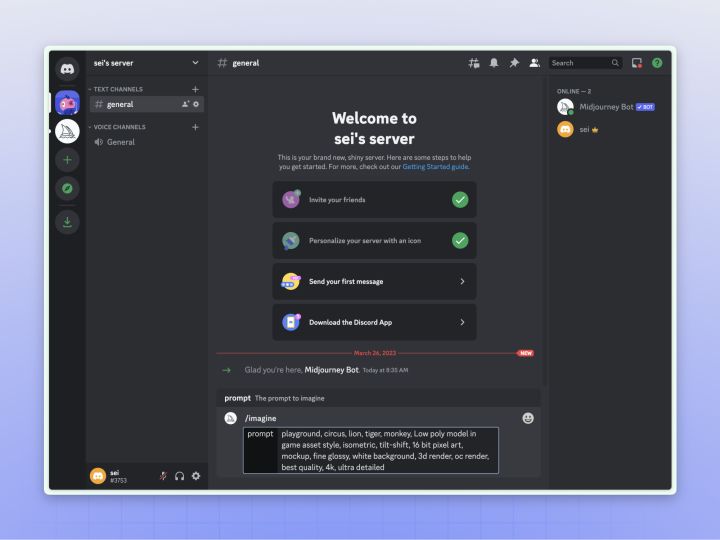 sei's server
general
Search
TEXT CHANNELS
general
VOICE CHANNELS
General
ONLINE — 2
Midjourney Bot BOT
sei
Welcome to
sei's server
This is your brand new, shiny server. Here are some steps to help
you get started. For more, check out our Getting Started guide.
Invite your friends
Personalize your server with an icon
Send your first message
Download the Discord App
March 26, 2023 NEW
Glad you're here, Midjourney Bot. Today at 8:35 AM
prompt The prompt to imagine
/imagine
prompt playground, circus, lion, tiger, monkey, Low poly model in
game asset style, isometric, tilt-shift, 16 bit pixel art,
mockup, fine glossy, white background, 3d render, oc render,
best quality, 4k, ultra detailed
sei
#3753